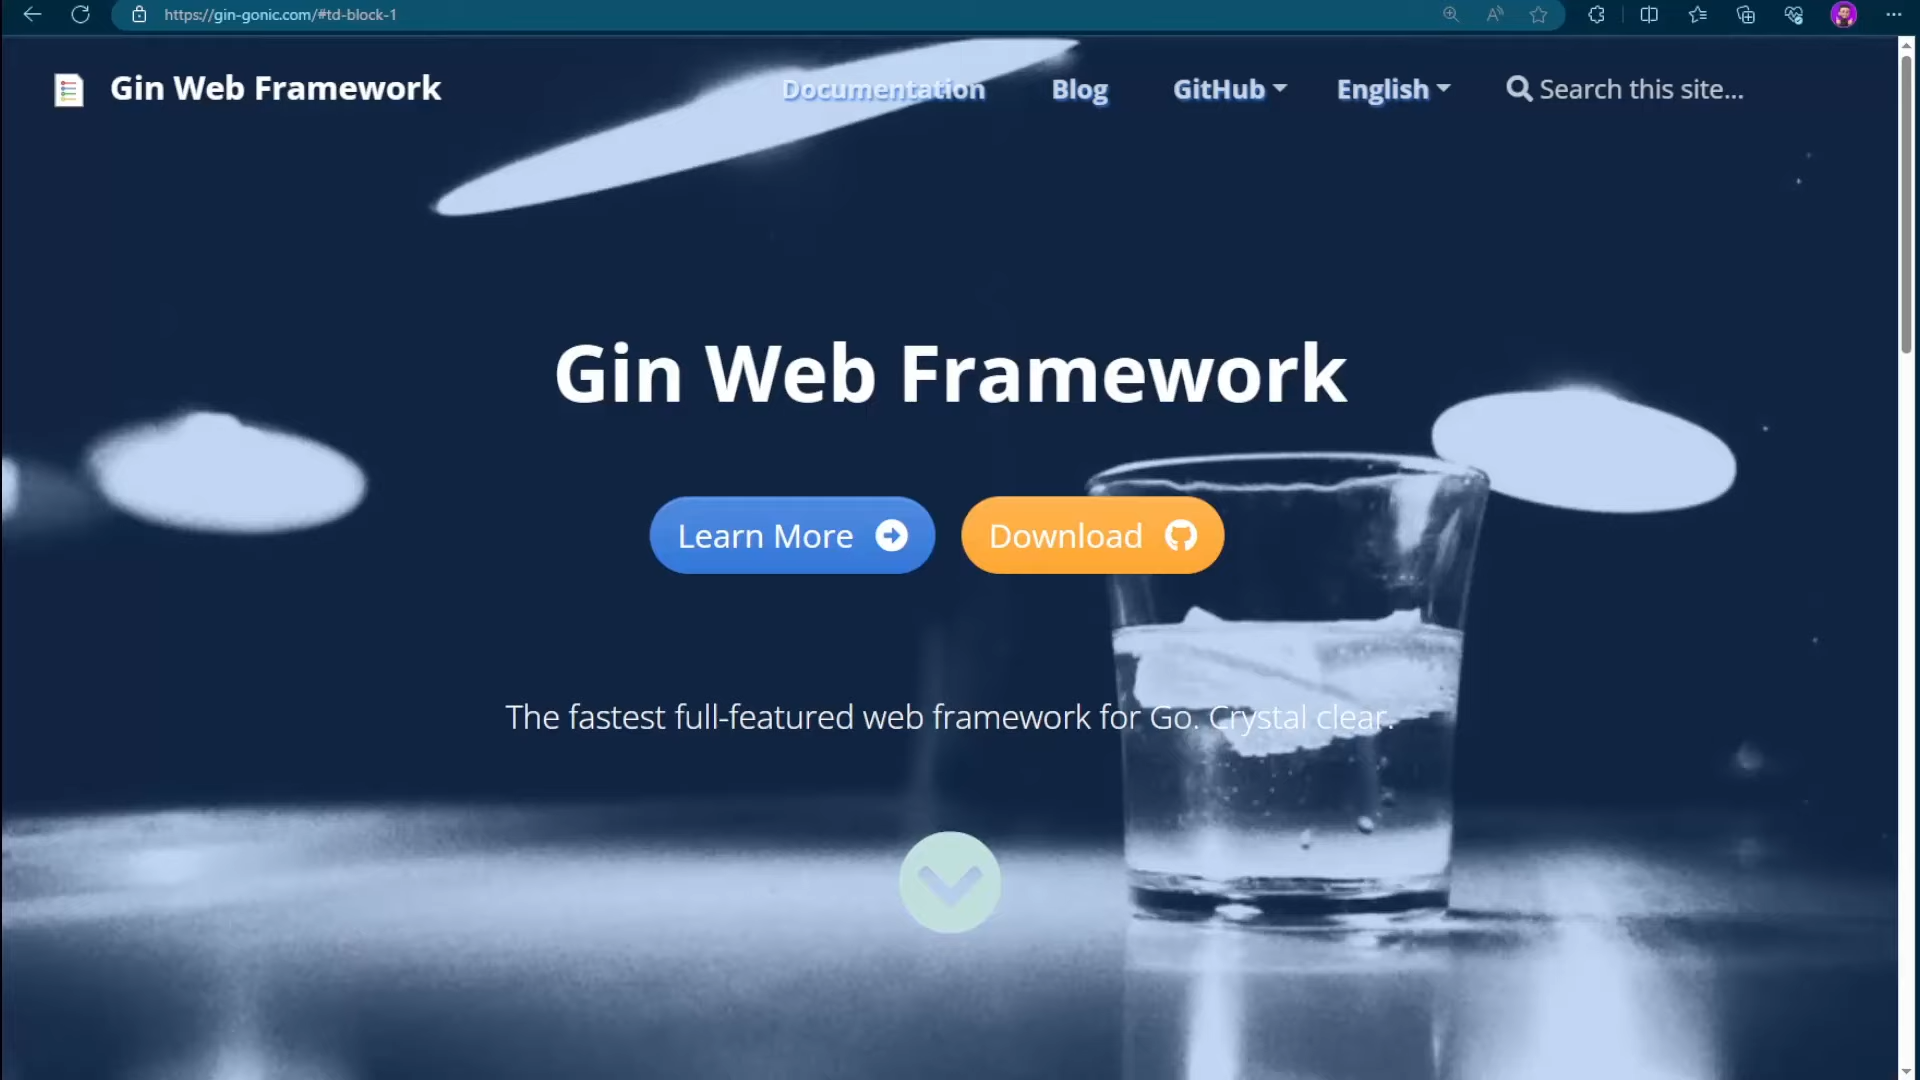 https://gin-gonic.com/#td-block-1
Gin Web Framework
Documentation
Blog
GitHub
English
Search this site...
Gin Web Framework
Learn More
Download
The fastest full-featured web framework for Go. Crystal clear.